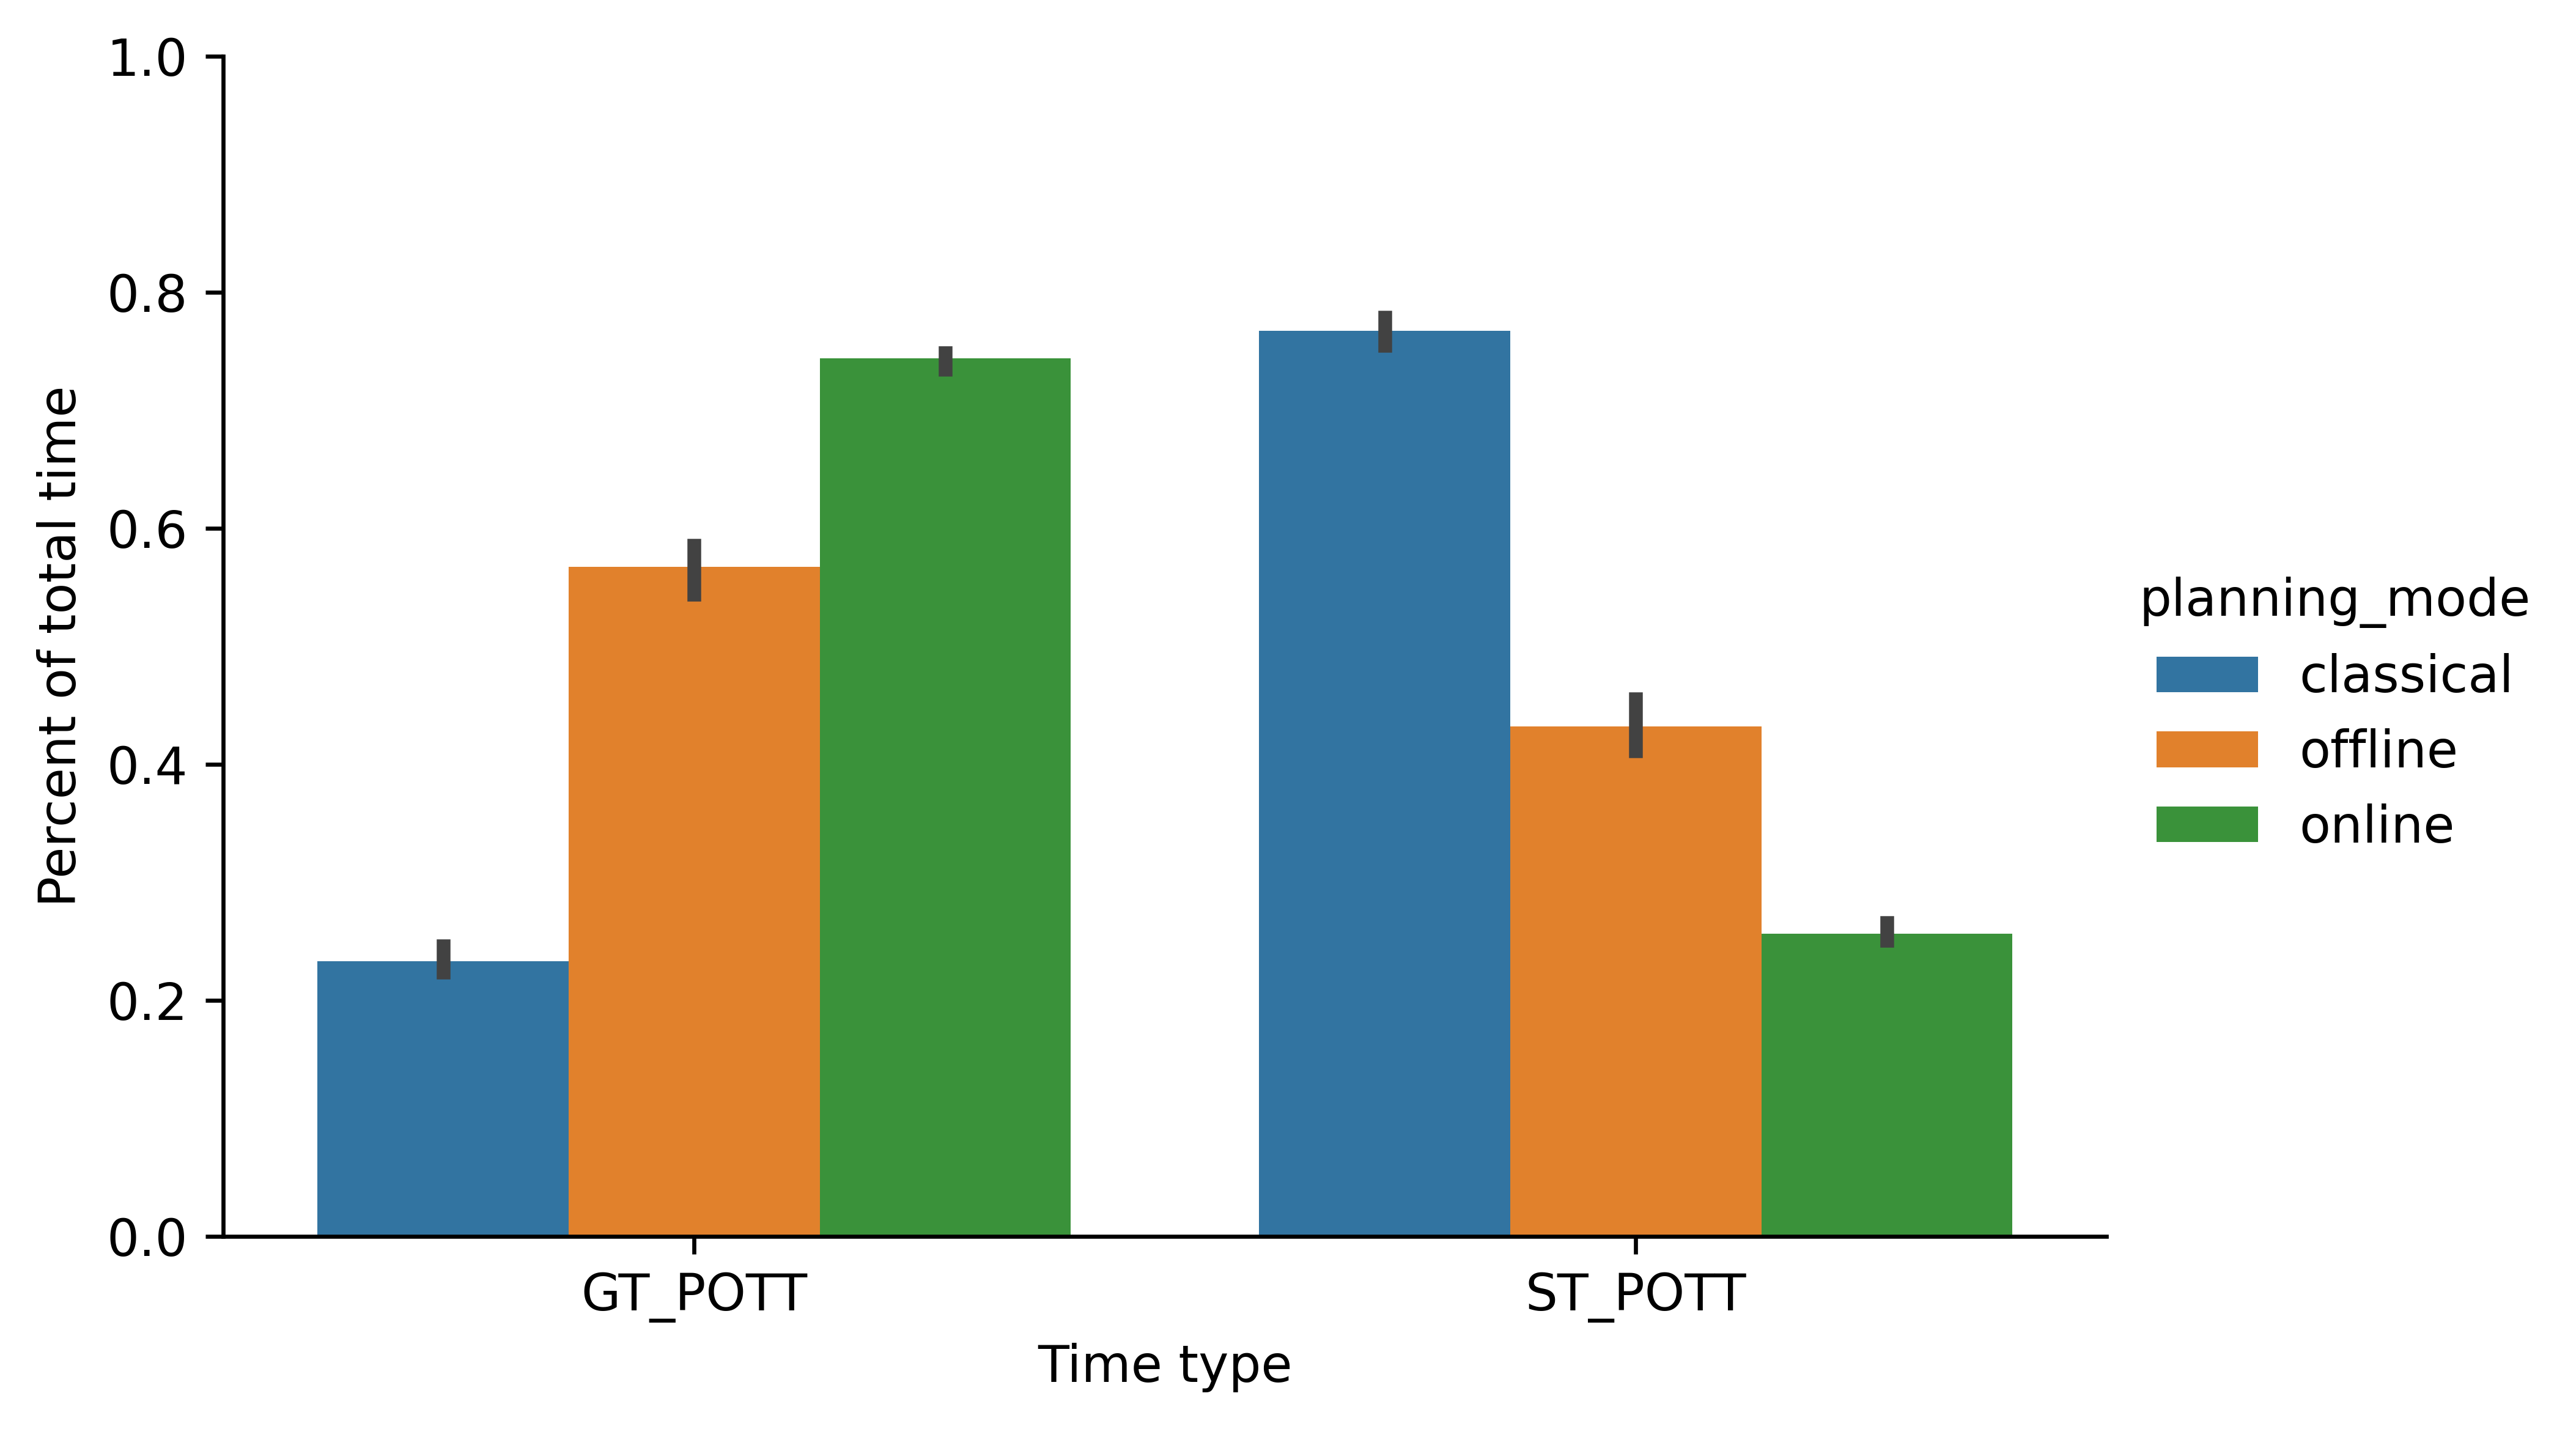 1.0
0.8
0.6
0.4
0.2
0.0
Percent of total time
GT_POTT
ST_POTT
Time type
planning_mode
classical
offline
online